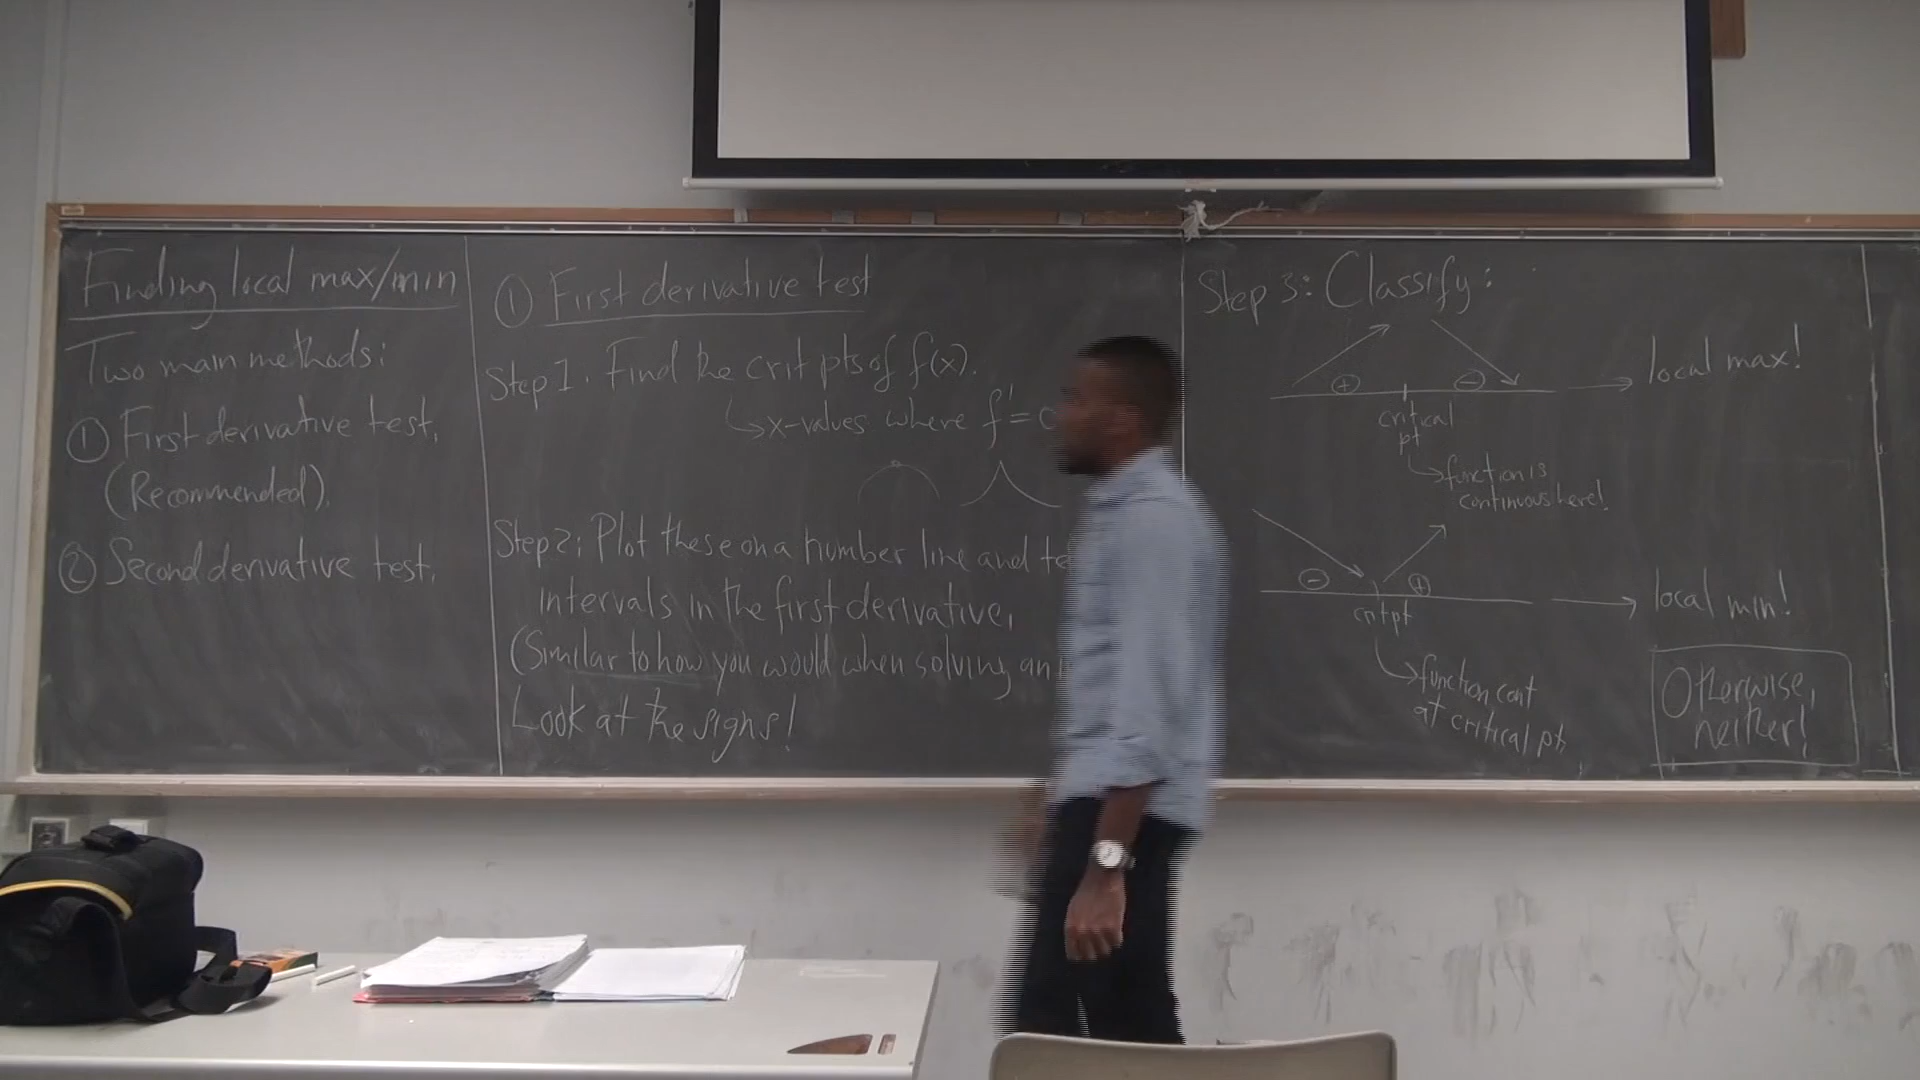 Finding local max/min
Two main methods:
① First derivative test.
(Recommended).
② Second derivative test.
① First derivative test
Step 1. Find the crit pts of f(x).
↳ x-values where f' =
Step 2: Plot these on a number line and
intervals in the first derivative.
(Similar to how you would when solving an
Look at the signs!
Step 3: Classify:
+ - → local max!
critical
pt
↳ function is
continuous here!
- + → local min!
crit pt
↳ function cont
at critical pt.
Otherwise,
neither!